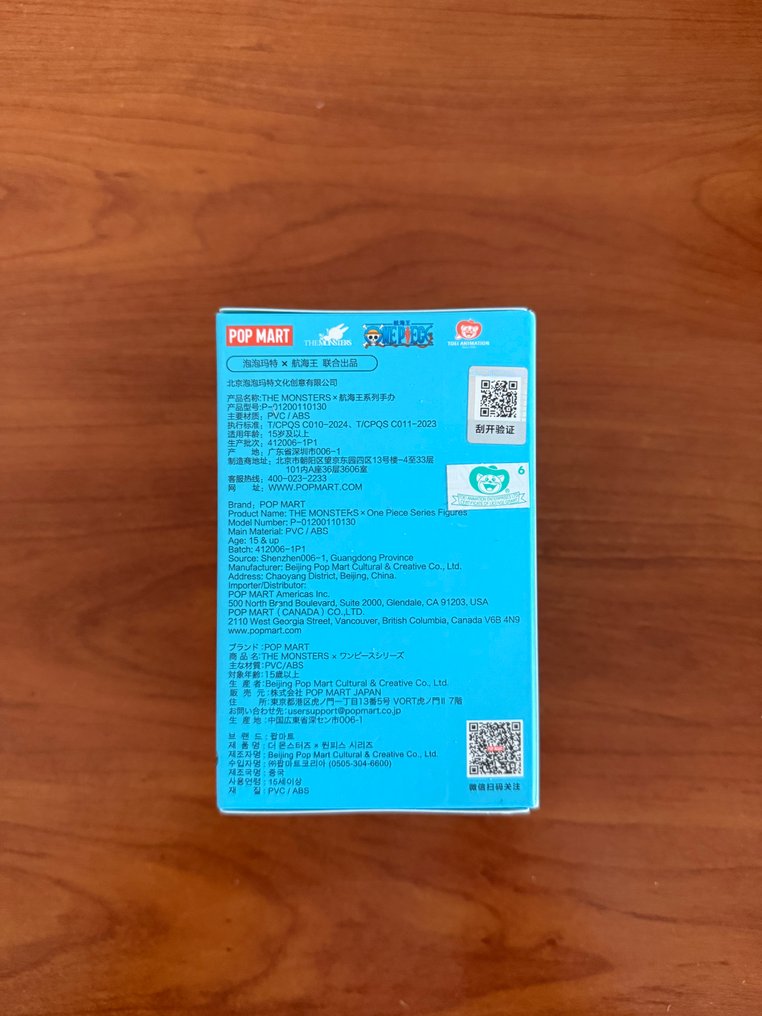 POP MART
THE MONSTERS
航海王
ONE PIECE
TOEI ANIMATION
泡泡玛特 × 航海王 联合出品
北京泡泡玛特文化创意有限公司
产品名称:THE MONSTERS × 航海王系列手办
产品型号:P-01200110130
主要材质: PVC / ABS
执行标准: T/CPQS C010-2024、T/CPQS C011-2023
适用年龄: 15岁及以上
生产批次: 412006-1P1
产 地: 广东省深圳市006-1
制造商地址: 北京市朝阳区望京东园四区13号楼-4至33层
101内A座36层3606室
客服热线: 400-023-2233
网 址: WWW.POPMART.COM
刮开验证
6
TOEI ANIMATION ENTERPRISES LTD.
CERTIFICATE OF LICENSE GRANT
Brand: POP MART
Product Name: THE MONSTERS × One Piece Series Figures
Model Number: P-01200110130
Main Material: PVC / ABS
Age: 15 & up
Batch: 412006-1P1
Source: Shenzhen006-1, Guangdong Province
Manufacturer: Beijing Pop Mart Cultural & Creative Co., Ltd.
Address: Chaoyang District, Beijing, China.
Importer/Distributor:
POP MART Americas Inc.
500 North Brand Boulevard, Suite 2000, Glendale, CA 91203, USA
POP MART (CANADA) CO.,LTD.
2110 West Georgia Street, Vancouver, British Columbia, Canada V6B 4N9
www.popmart.com
ブランド:POP MART
商 品 名:THE MONSTERS × ワンピースシリーズ
主な材質:PVC/ABS
対象年齢:15歳以上
生 産 者:Beijing Pop Mart Cultural & Creative Co., Ltd.
販 売 元:株式会社 POP MART JAPAN
住 所:東京都港区虎ノ門一丁目13番5号 VORT虎ノ門II 7階
お問い合わせ先:usersupport@popmart.co.jp
生 産 地:中国広東省深セン市006-1
브 랜 드 : 팝마트
제 품 명 : 더 몬스터즈 × 원피스 시리즈
제조자명 : Beijing Pop Mart Cultural & Creative Co., Ltd.
수입자명 : ㈜팝마트코리아 (0505-304-6600)
제조국명 : 중국
사용연령 : 15세이상
재 질 : PVC / ABS
微信扫码关注